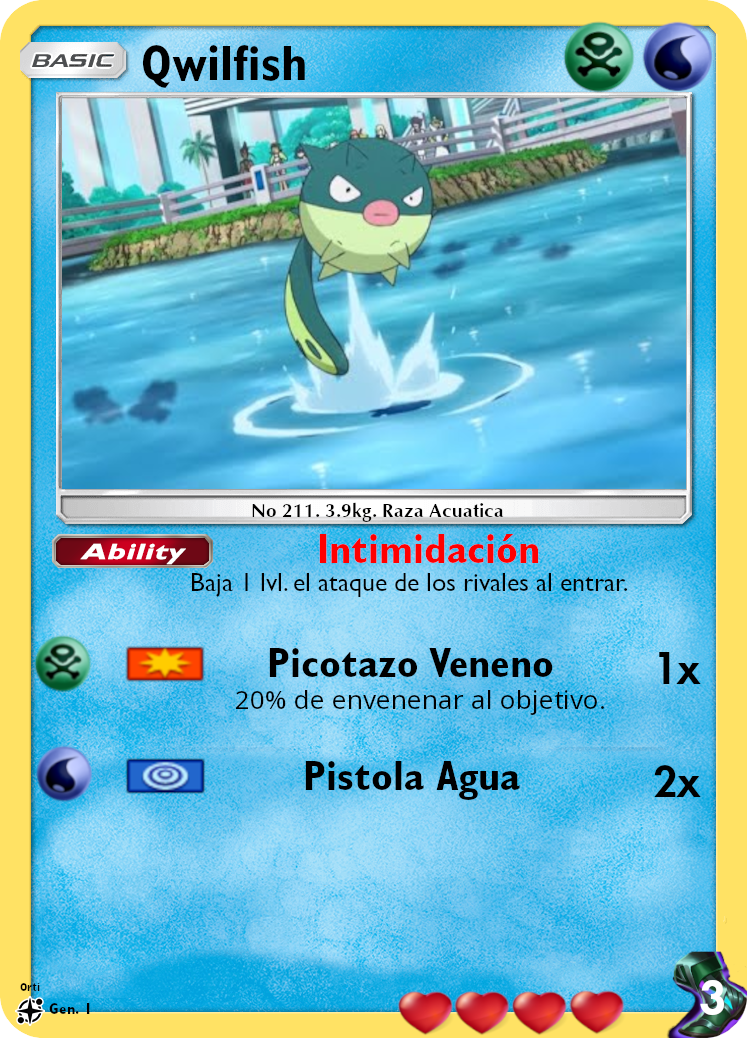 BASIC Qwilfish
No 211. 3.9kg. Raza Acuatica
Ability Intimidación
Baja 1 lvl. el ataque de los rivales al entrar.
Picotazo Veneno 1x
20% de envenenar al objetivo.
Pistola Agua 2x
Orti
Gen. 1
3